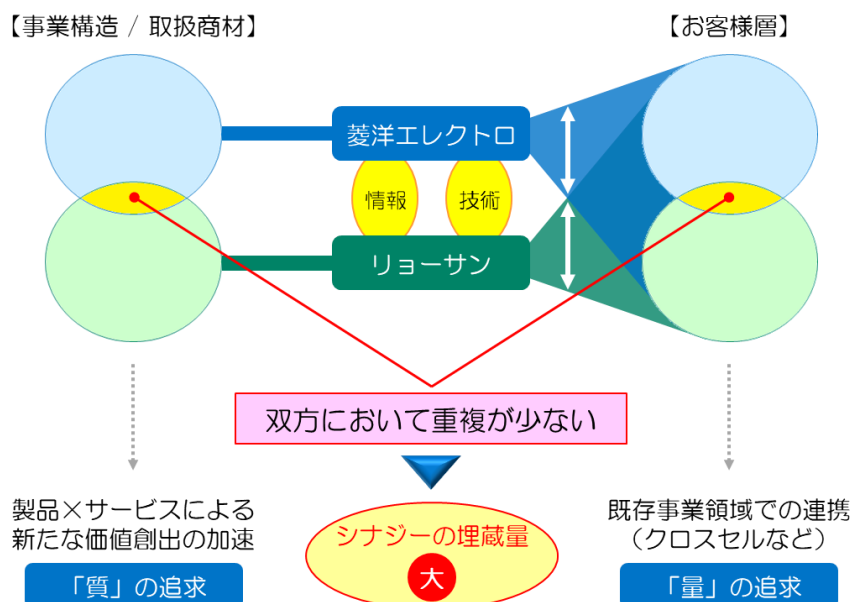 【事業構造 / 取扱商材】
【お客様層】
菱洋エレクトロ
情報
技術
リョーサン
双方において重複が少ない
製品×サービスによる
新たな価値創出の加速
「質」の追求
シナジーの埋蔵量
大
既存事業領域での連携
（クロスセルなど）
「量」の追求